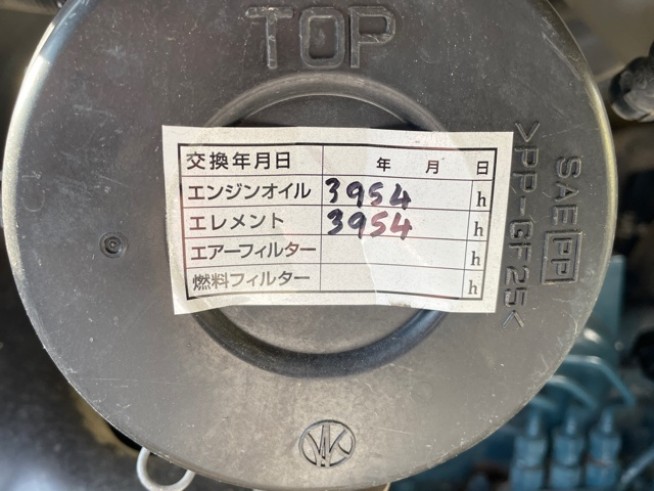 TOP
交換年月日 年 月 日
エンジンオイル 3954 h
エレメント 3954 h
エアーフィルター h
燃料フィルター h
SAE PP
>PP-GF25<